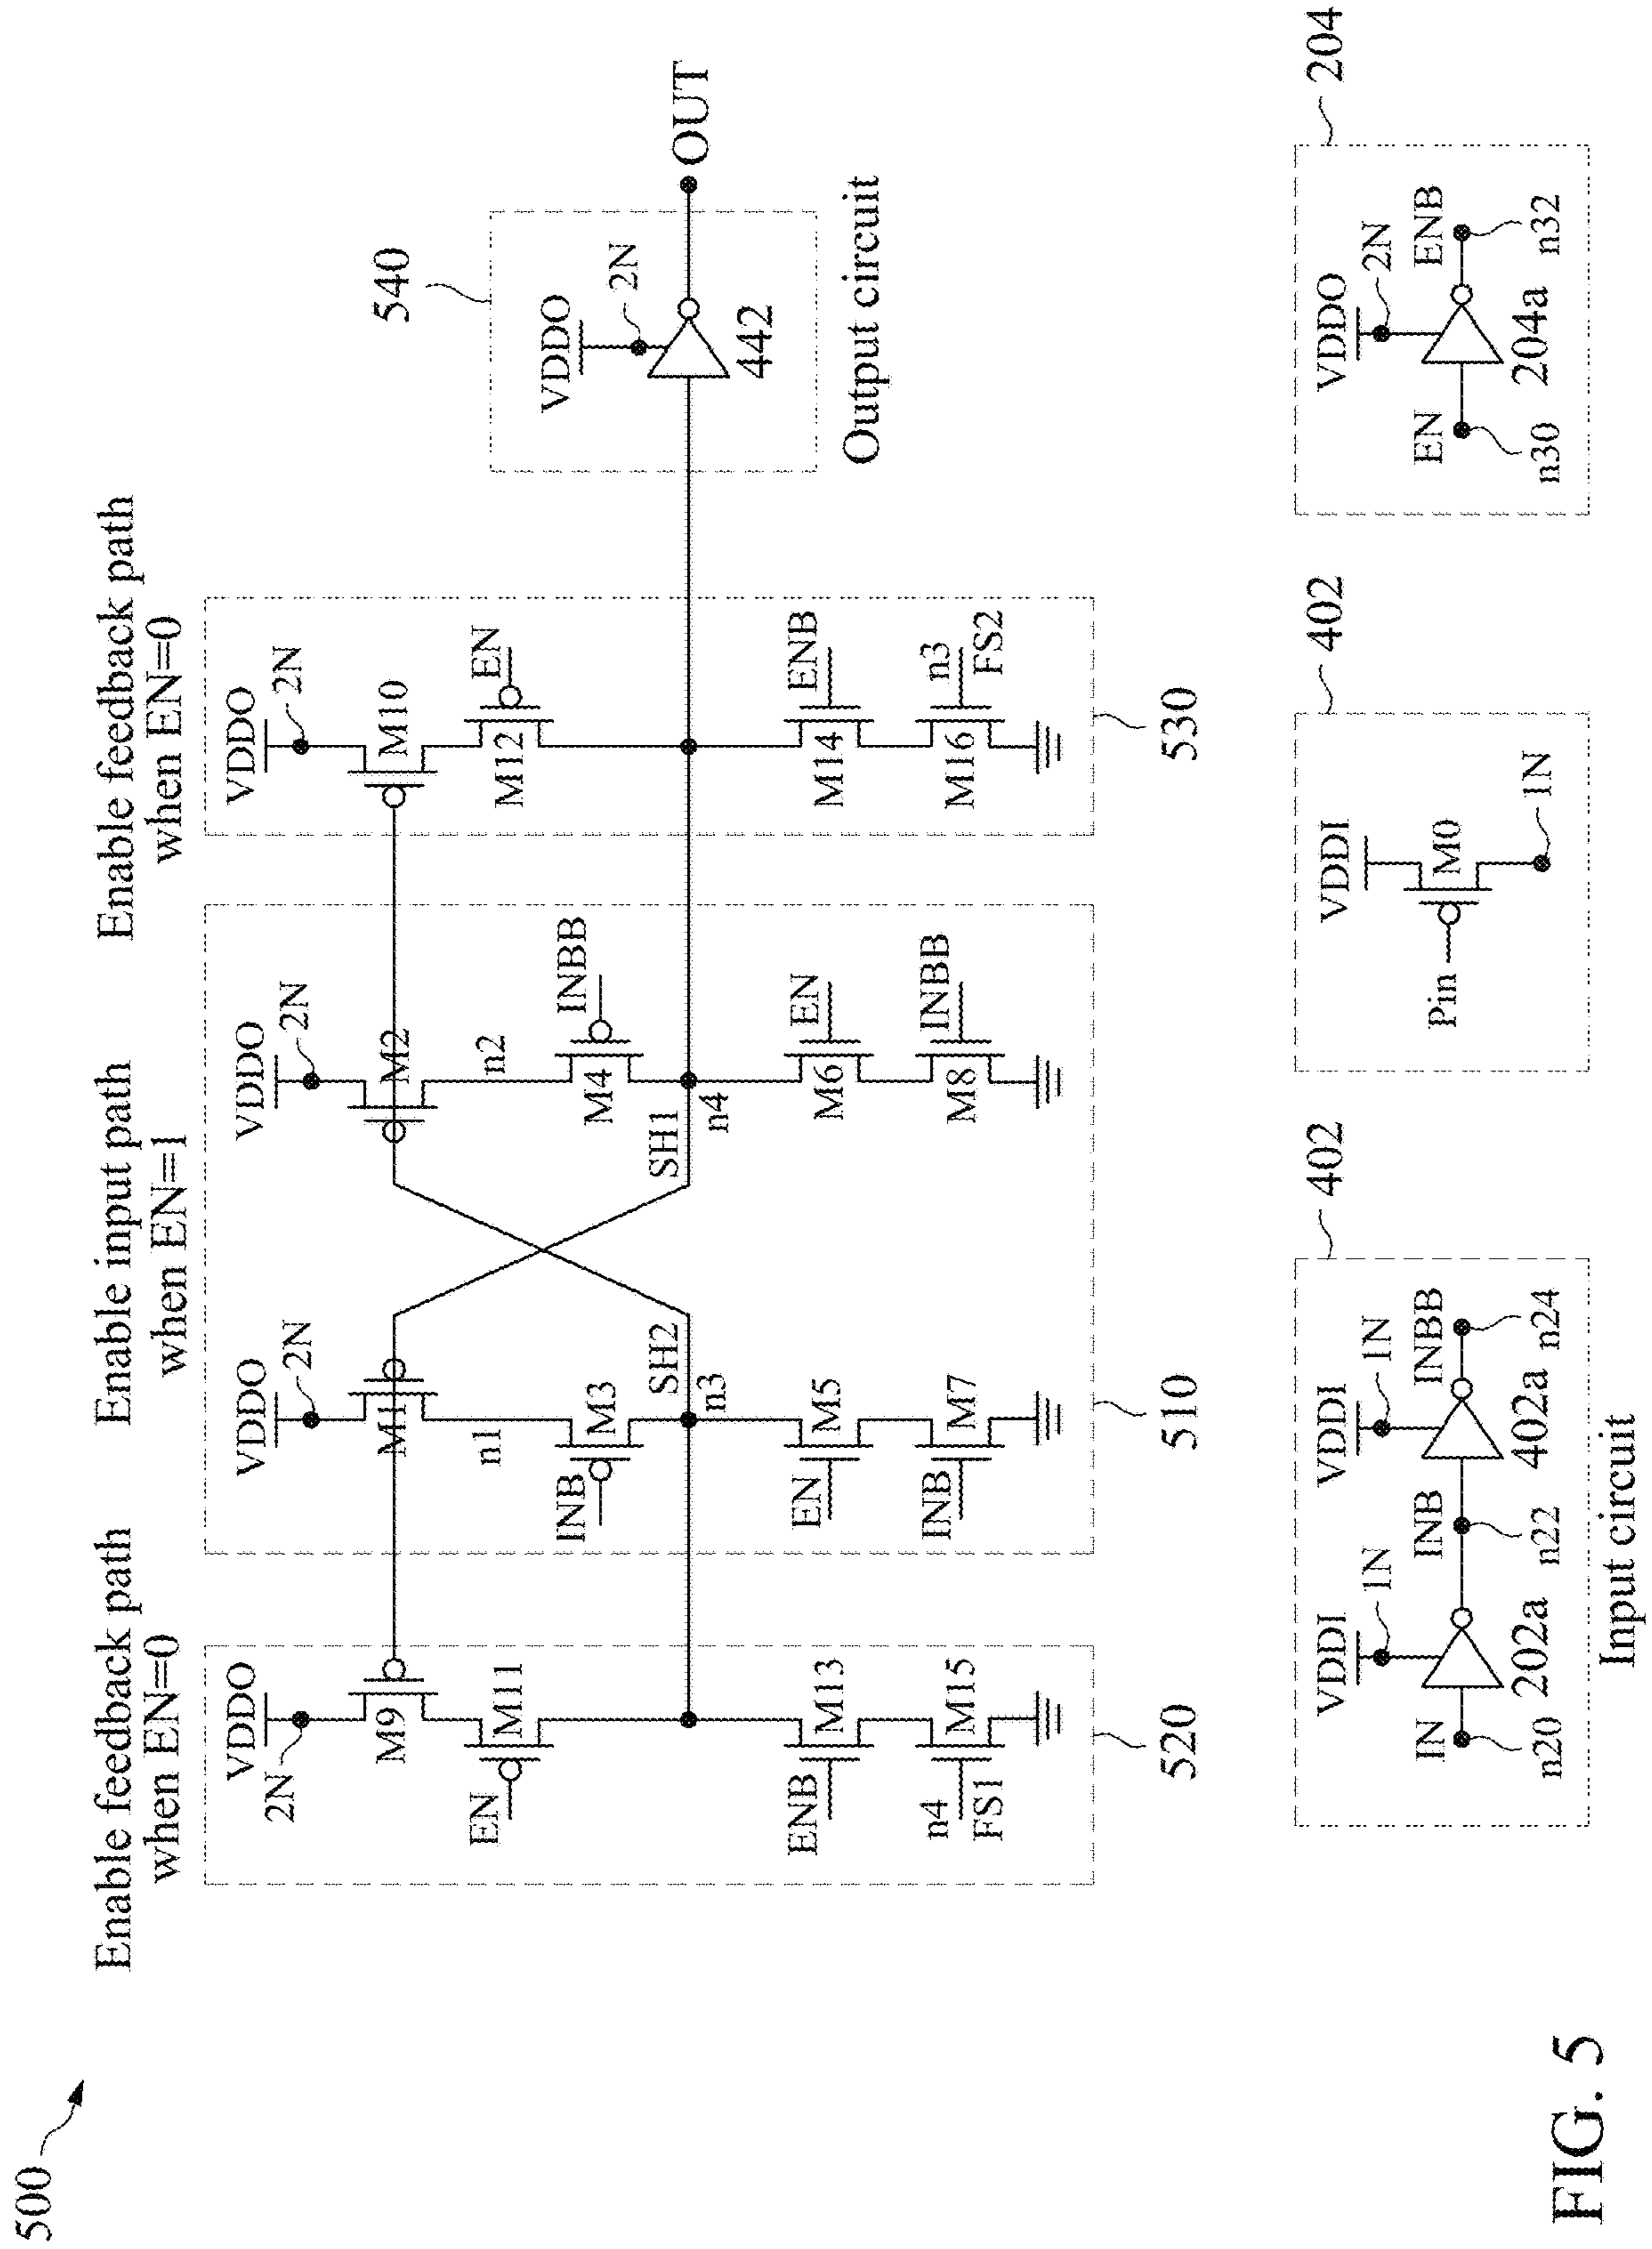 500
Enable feedback path
when EN=0
Enable input path
when EN=1
Enable feedback path
when EN=0
VDDO
2N
M9
EN
M11
ENB
M13
n4
FS1
M15
520
VDDO
2N
M1
n1
INB
M3
SH2
n3
EN
M5
INB
M7
VDDO
2N
M2
n2
INBB
M4
SH1
n4
EN
M6
INBB
M8
510
VDDO
2N
M10
EN
M12
ENB
M14
n3
FS2
M16
530
540
VDDO
2N
442
OUT
Output circuit
402
VDDI
1N
IN
n20
202a
INB
n22
VDDI
1N
402a
INBB
n24
Input circuit
402
VDDI
Pin
M0
1N
204
VDDO
2N
EN
n30
204a
ENB
n32
FIG. 5